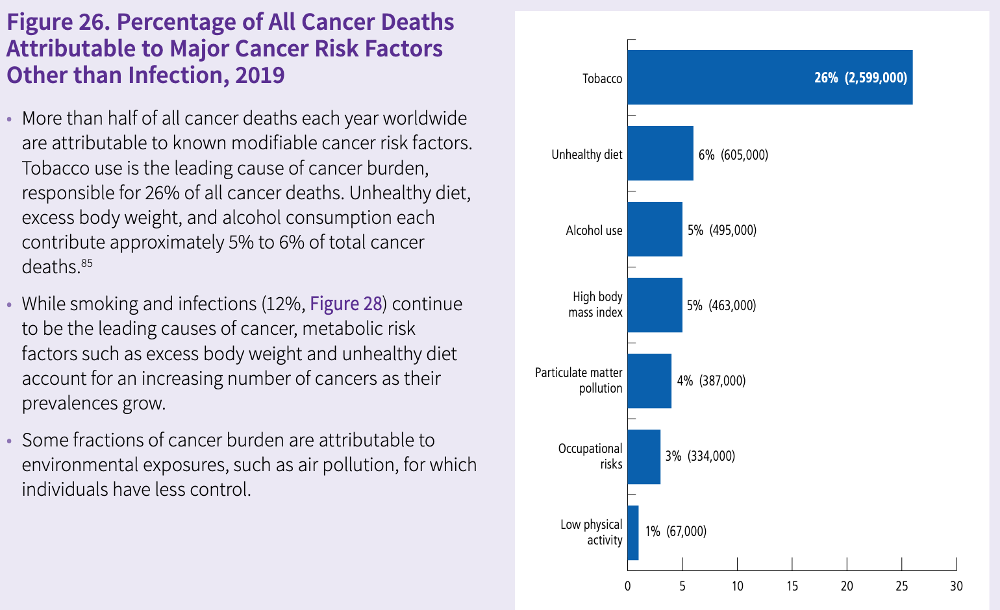 Figure 26. Percentage of All Cancer Deaths
Attributable to Major Cancer Risk Factors
Other than Infection, 2019
• More than half of all cancer deaths each year worldwide
are attributable to known modifiable cancer risk factors.
Tobacco use is the leading cause of cancer burden,
responsible for 26% of all cancer deaths. Unhealthy diet,
excess body weight, and alcohol consumption each
contribute approximately 5% to 6% of total cancer
deaths.85
• While smoking and infections (12%, Figure 28) continue
to be the leading causes of cancer, metabolic risk
factors such as excess body weight and unhealthy diet
account for an increasing number of cancers as their
prevalences grow.
• Some fractions of cancer burden are attributable to
environmental exposures, such as air pollution, for which
individuals have less control.
Tobacco 26% (2,599,000)
Unhealthy diet 6% (605,000)
Alcohol use 5% (495,000)
High body
mass index 5% (463,000)
Particulate matter
pollution 4% (387,000)
Occupational
risks 3% (334,000)
Low physical
activity 1% (67,000)
0 5 10 15 20 25 30